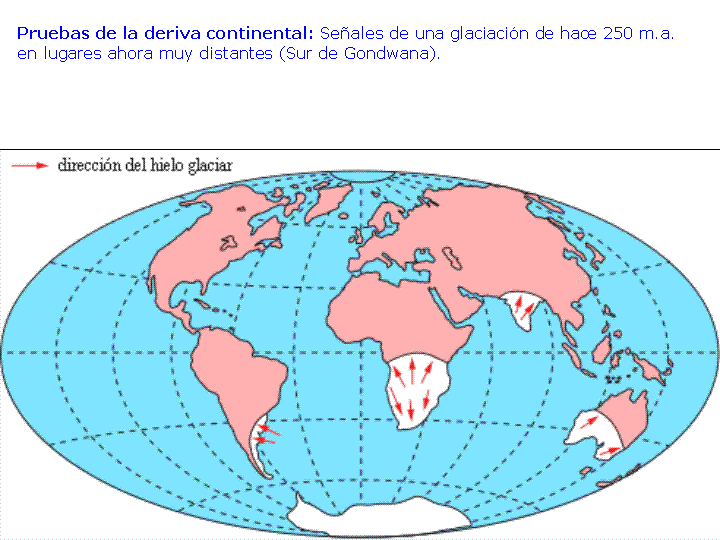 Pruebas de la deriva continental: Señales de una glaciación de hace 250 m.a.
en lugares ahora muy distantes (Sur de Gondwana).
dirección del hielo glaciar